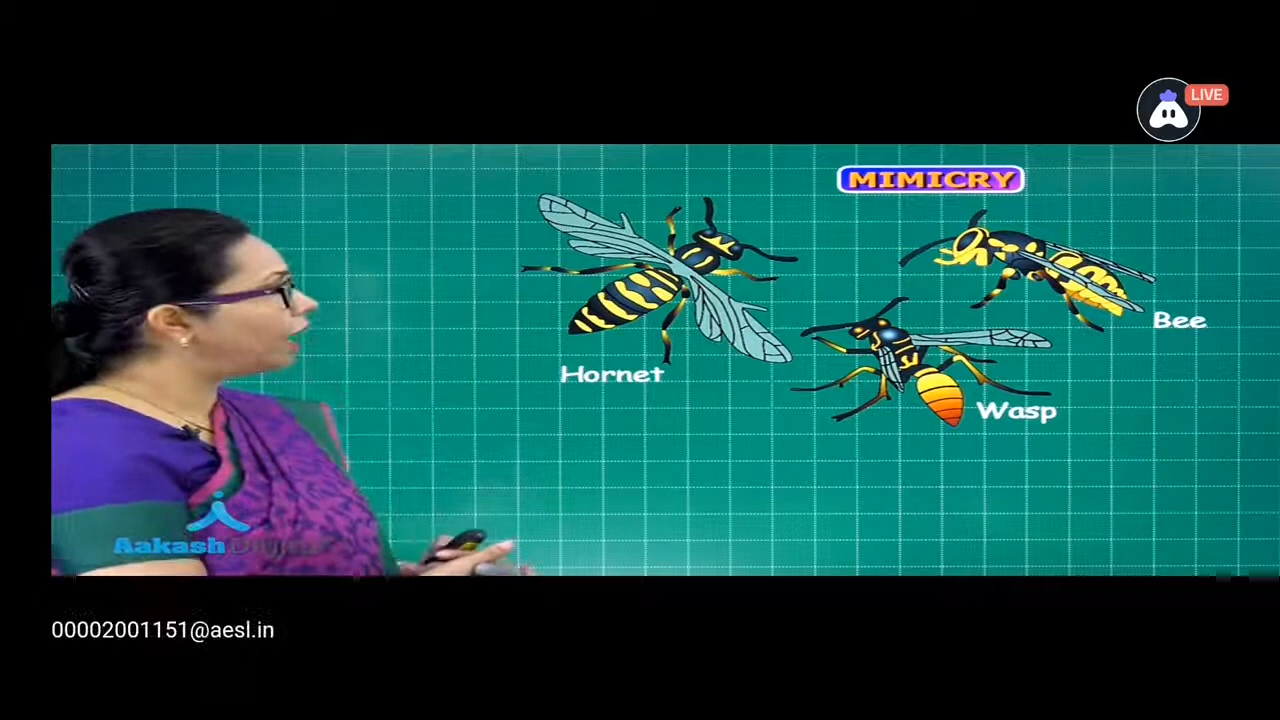 LIVE
MIMICRY
Bee
Hornet
Wasp
Aakash
00002001151@aesl.in